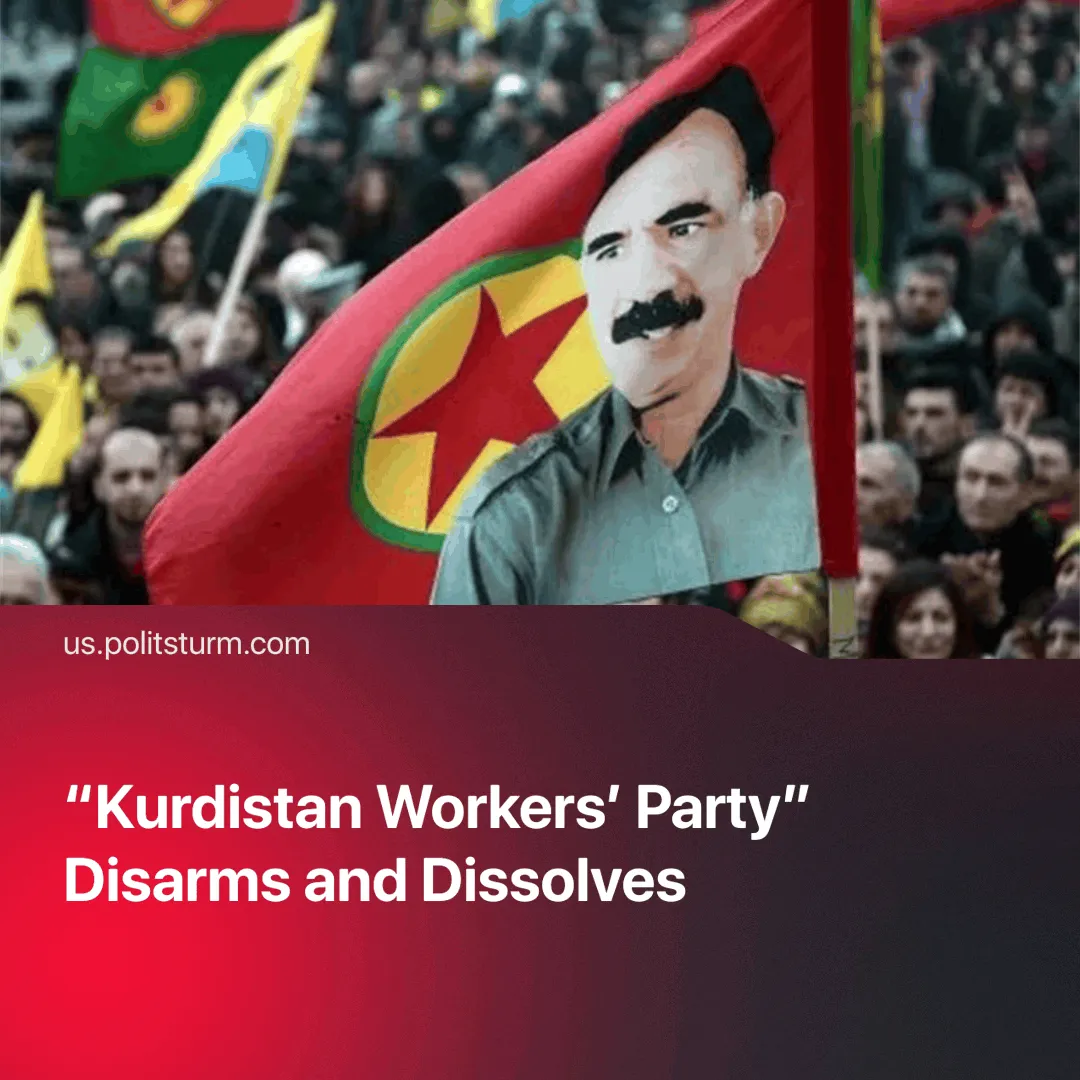 us.politsturm.com
“Kurdistan Workers’ Party”
Disarms and Dissolves